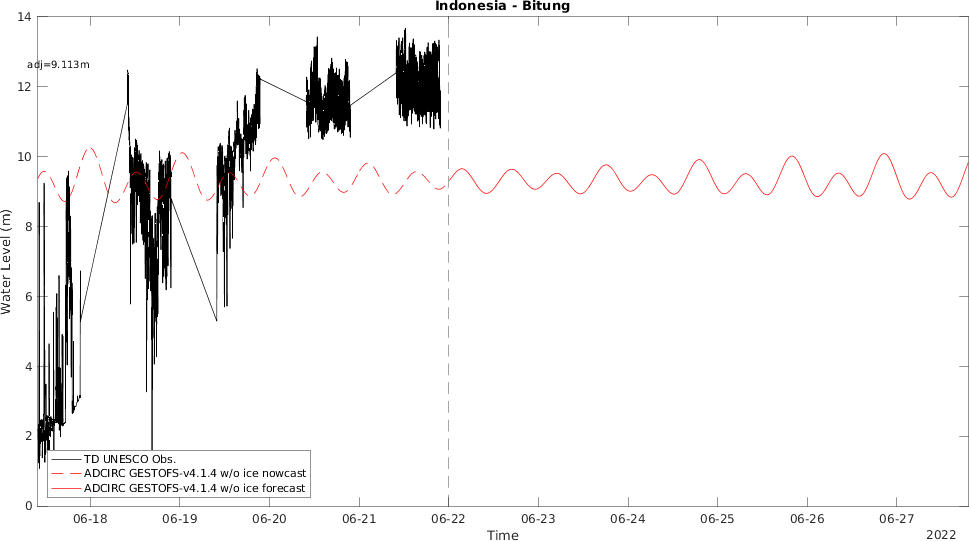 Indonesia - Bitung
14
adj=9.113m
12
10
8
6
4
2
0
Water Level (m)
TD UNESCO Obs.
ADCIRC GESTOFS-v4.1.4 w/o ice nowcast
ADCIRC GESTOFS-v4.1.4 w/o ice forecast
06-18 06-19 06-20 06-21 06-22 06-23 06-24 06-25 06-26 06-27
Time
2022